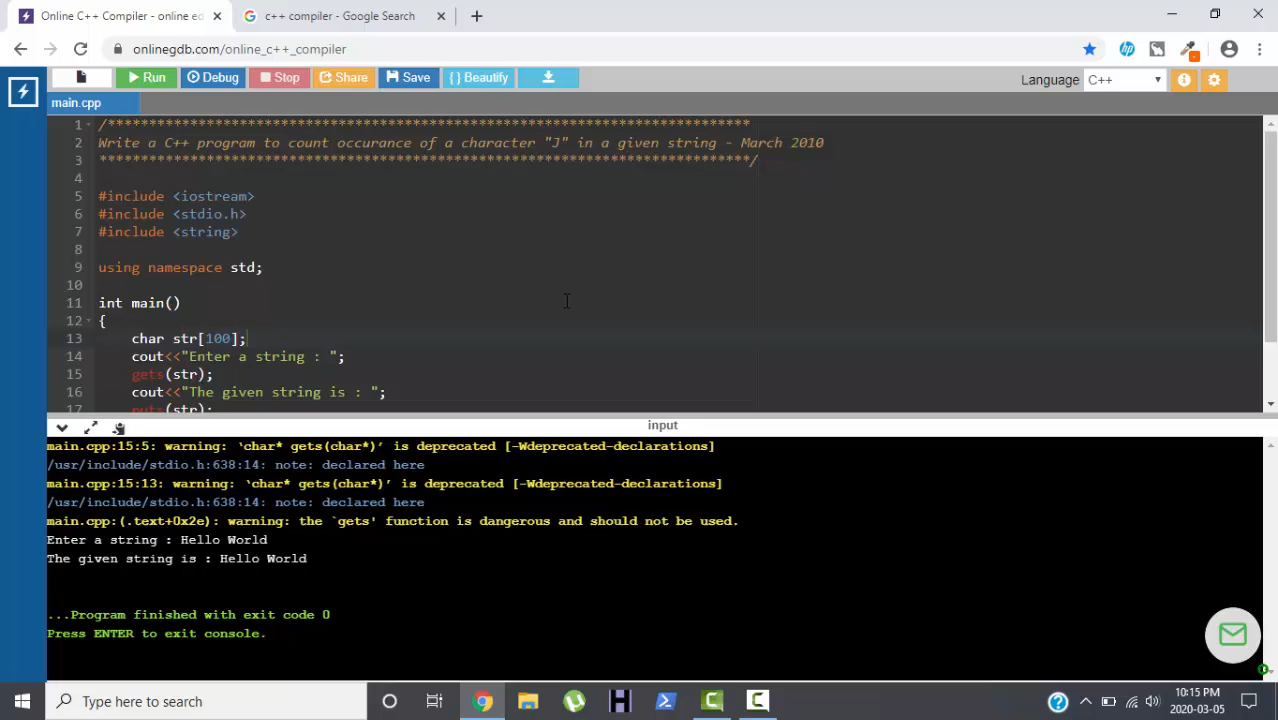 Online C++ Compiler - online ed
c++ compiler - Google Search
onlinegdb.com/online_c++_compiler
Run
Debug
Stop
Share
Save
{ } Beautify
Language
C++
main.cpp
1 /******************************************************************************
2 Write a C++ program to count occurance of a character "J" in a given string - March 2010
3 *******************************************************************************/
4
5 #include <iostream>
6 #include <stdio.h>
7 #include <string>
8
9 using namespace std;
10
11 int main()
12 {
13 char str[100];
14 cout<<"Enter a string : ";
15 gets(str);
16 cout<<"The given string is : ";
17 puts(str);
input
main.cpp:15:5: warning: ‘char* gets(char*)’ is deprecated [-Wdeprecated-declarations]
/usr/include/stdio.h:638:14: note: declared here
main.cpp:15:13: warning: ‘char* gets(char*)’ is deprecated [-Wdeprecated-declarations]
/usr/include/stdio.h:638:14: note: declared here
main.cpp:(.text+0x2e): warning: the `gets' function is dangerous and should not be used.
Enter a string : Hello World
The given string is : Hello World
...Program finished with exit code 0
Press ENTER to exit console.
Type here to search
10:15 PM
2020-03-05